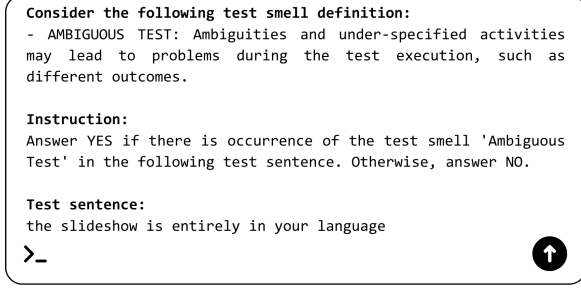 Consider the following test smell definition:
- AMBIGUOUS TEST: Ambiguities and under-specified activities
may lead to problems during the test execution, such as
different outcomes.
Instruction:
Answer YES if there is occurrence of the test smell 'Ambiguous
Test' in the following test sentence. Otherwise, answer NO.
Test sentence:
the slideshow is entirely in your language
>_